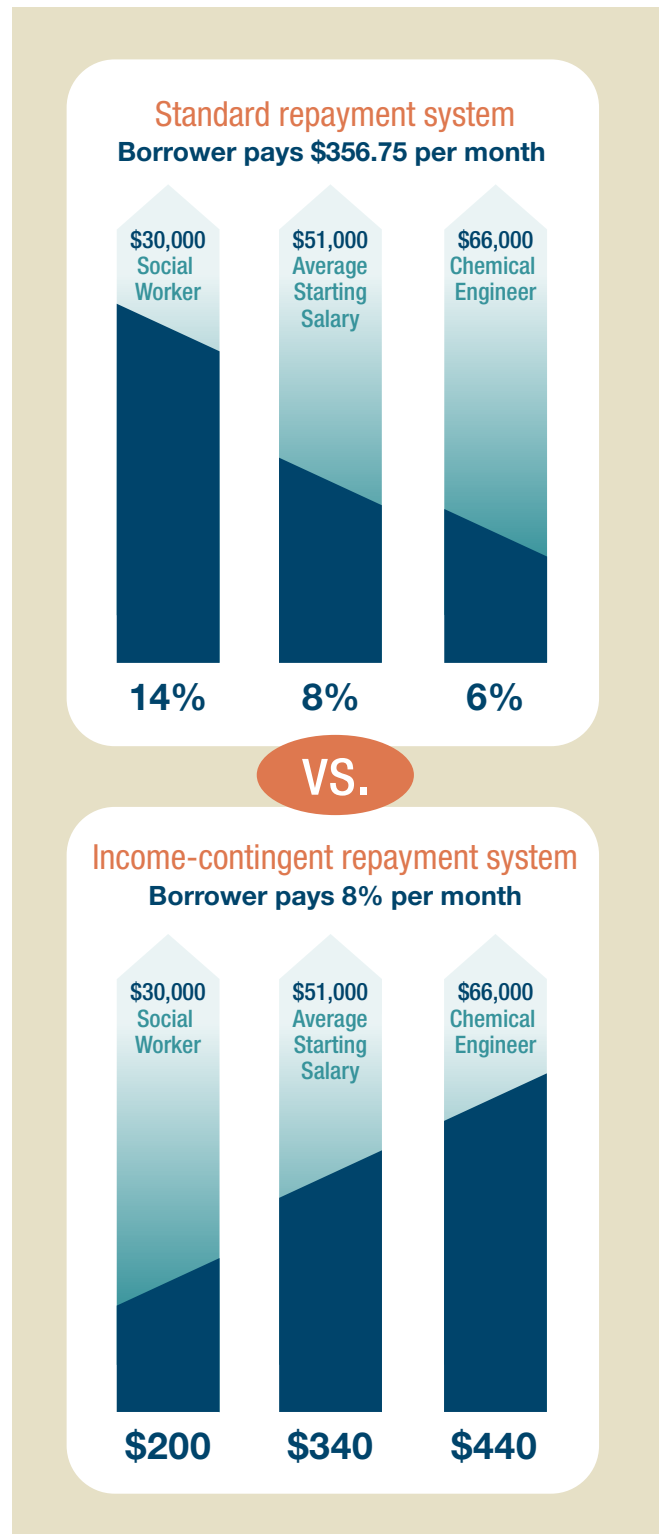 Standard repayment system
Borrower pays $356.75 per month
$30,000
Social
Worker
$51,000
Average
Starting
Salary
$66,000
Chemical
Engineer
14%
8%
6%
VS.
Income-contingent repayment system
Borrower pays 8% per month
$30,000
Social
Worker
$51,000
Average
Starting
Salary
$66,000
Chemical
Engineer
$200
$340
$440